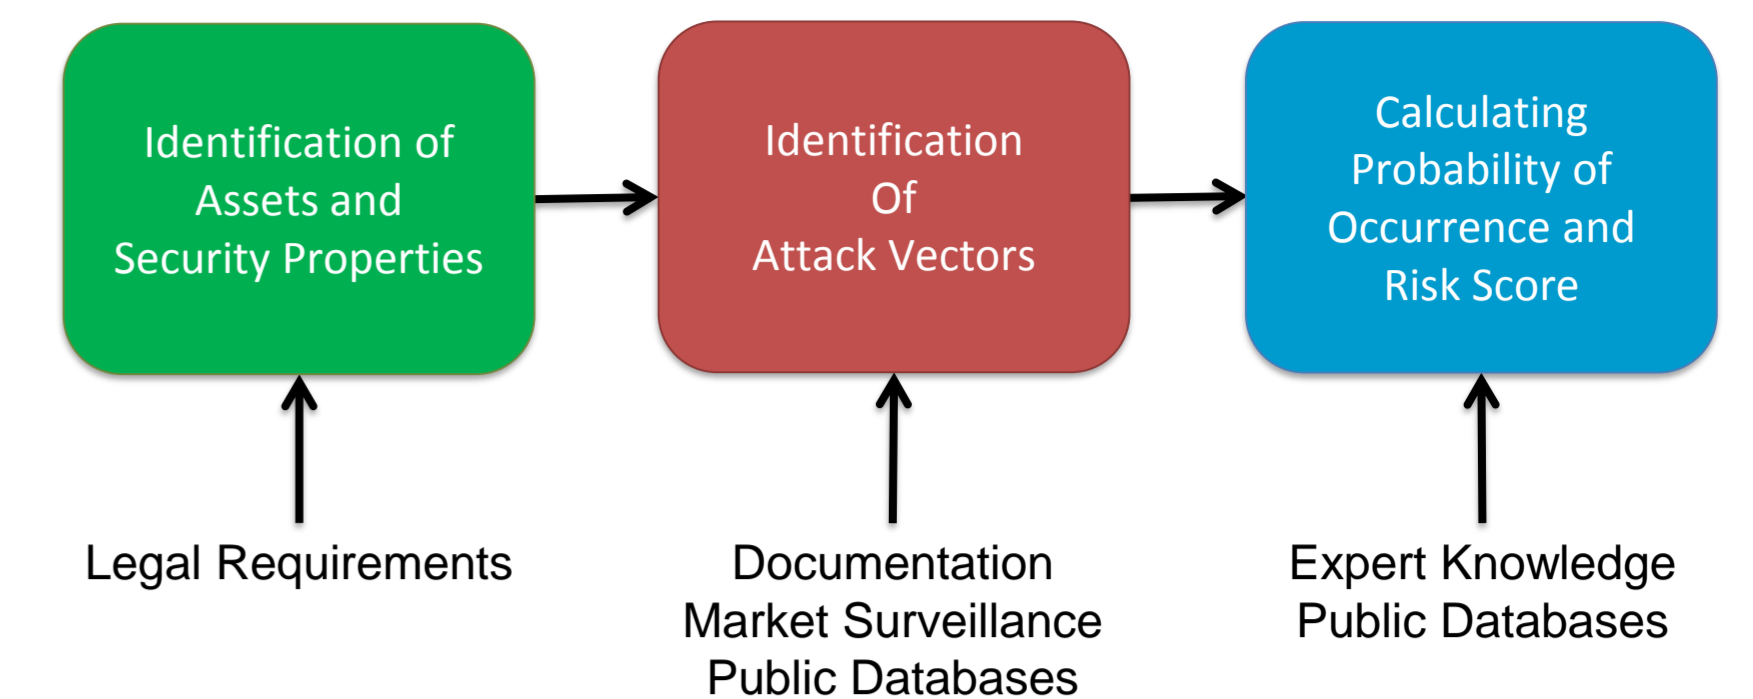 Identification of
Assets and
Security Properties
Identification
Of
Attack Vectors
Calculating
Probability of
Occurrence and
Risk Score
Legal Requirements
Documentation
Market Surveillance
Public Databases
Expert Knowledge
Public Databases